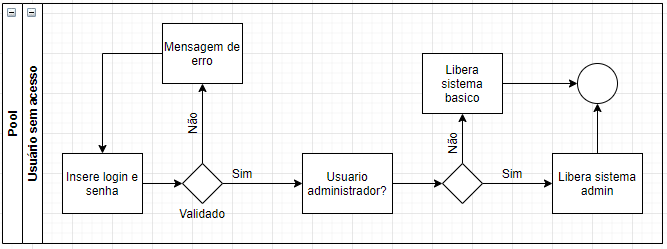 Pool
Usuário sem acesso
Mensagem de
erro
Não
Insere login e
senha
Validado
Sim
Usuario
administrador?
Libera
sistema
basico
Não
Sim
Libera sistema
admin